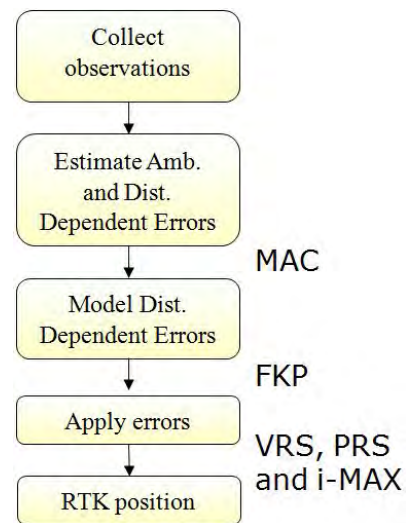 Collect
observations
Estimate Amb.
and Dist.
Dependent Errors
MAC
Model Dist.
Dependent Errors
FKP
Apply errors
VRS, PRS
and i-MAX
RTK position